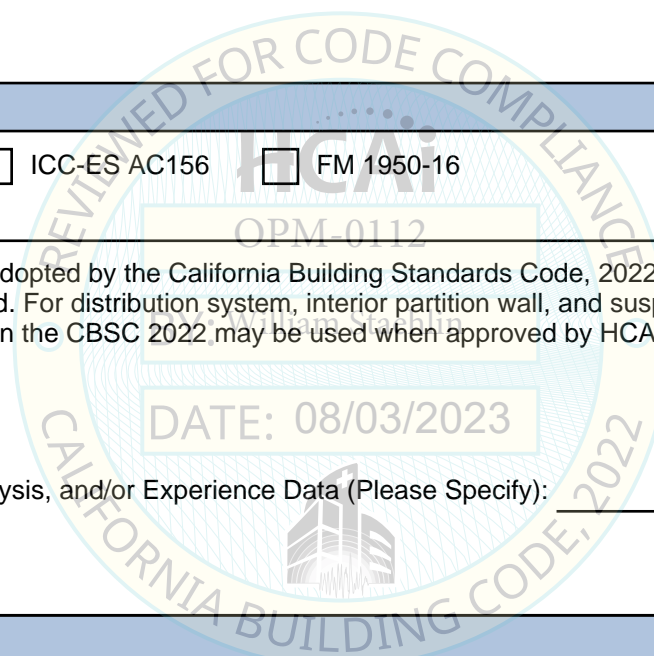 REVIEWED FOR CODE COMPLIANCE
HCAi
ICC-ES AC156 FM 1950-16
OPM-0112
dopted by the California Building Standards Code, 2022
d. For distribution system, interior partition wall, and sus
n the CBSC 2022 may be used when approved by HCA
BY: William Staehlin
DATE: 08/03/2023
ysis, and/or Experience Data (Please Specify):
CALIFORNIA BUILDING CODE, 2022